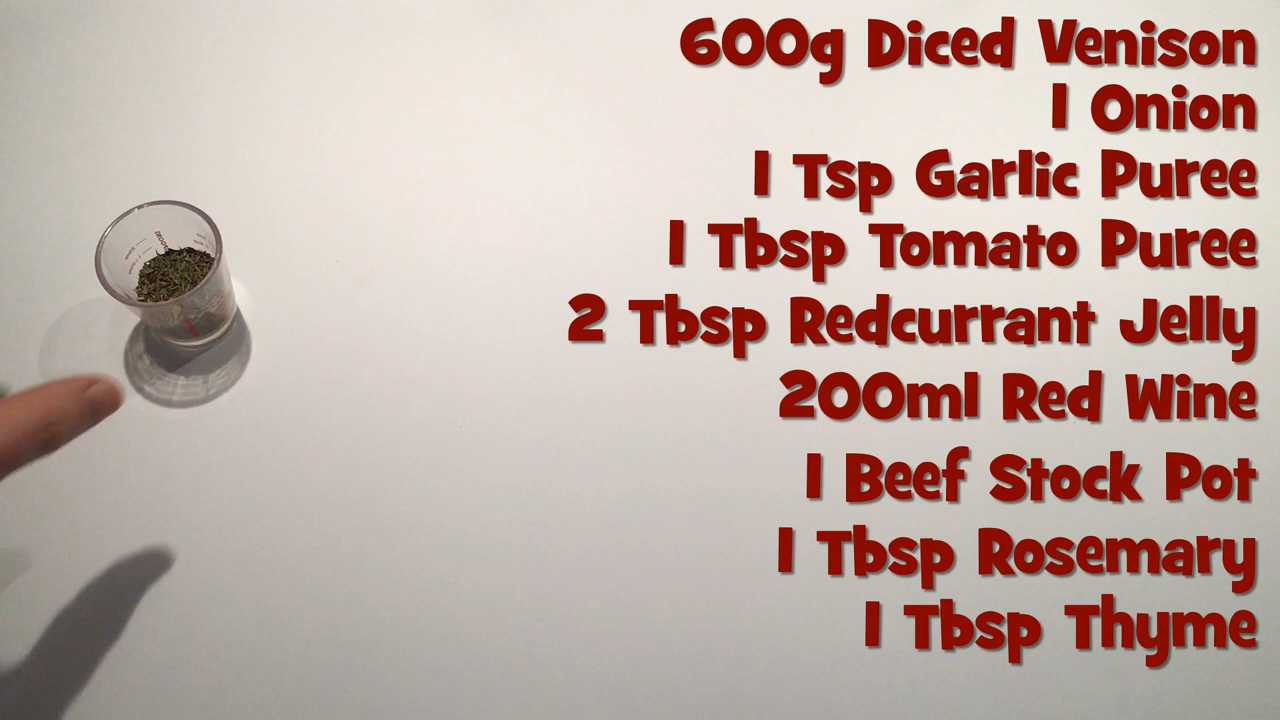 600g Diced Venison
1 Onion
1 Tsp Garlic Puree
1 Tbsp Tomato Puree
2 Tbsp Redcurrant Jelly
200ml Red Wine
1 Beef Stock Pot
1 Tbsp Rosemary
1 Tbsp Thyme